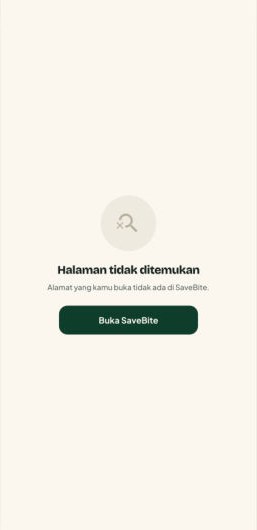 Halaman tidak ditemukan
Alamat yang kamu buka tidak ada di SaveBite.
Buka SaveBite